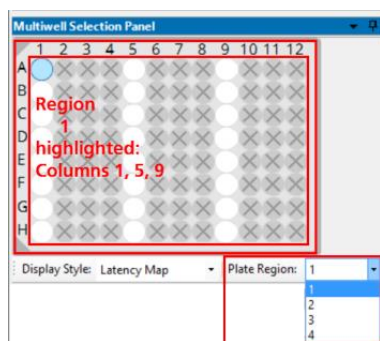 Multiwell Selection Panel
1 2 3 4 5 6 7 8 9 10 11 12
A
B
Region
C
1
D
highlighted:
E
Columns 1, 5, 9
F
G
H
Display Style: Latency Map Plate Region: 1
1
2
3
4